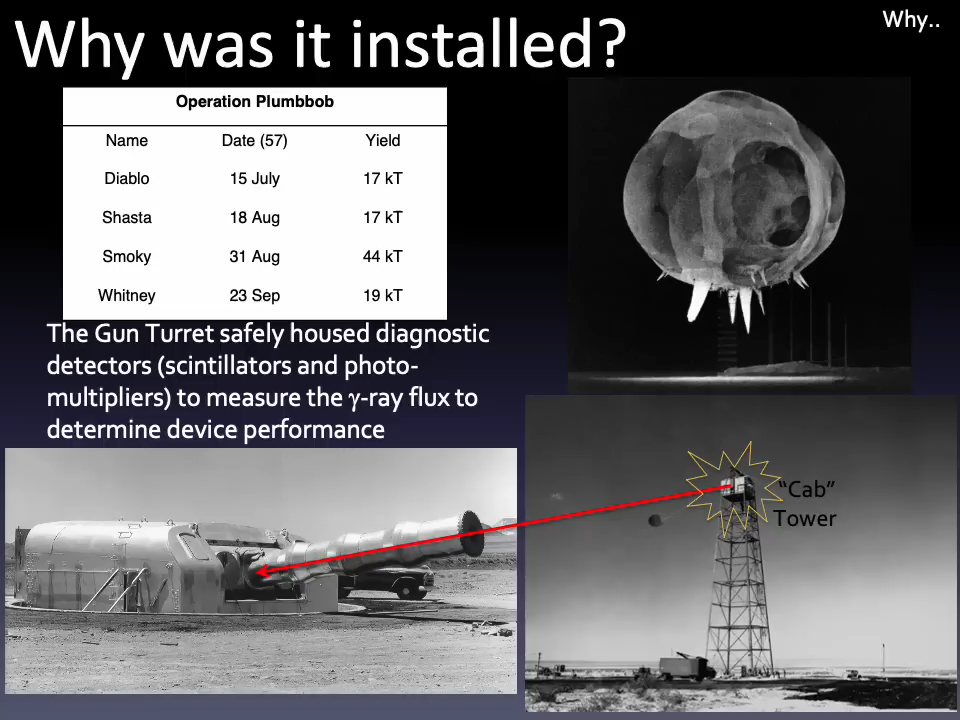 Why was it installed?
Why..
Operation Plumbbob
Name Date (57) Yield
Diablo 15 July 17 kT
Shasta 18 Aug 17 kT
Smoky 31 Aug 44 kT
Whitney 23 Sep 19 kT
The Gun Turret safely housed diagnostic
detectors (scintillators and photo-
multipliers) to measure the γ-ray flux to
determine device performance
“Cab”
Tower